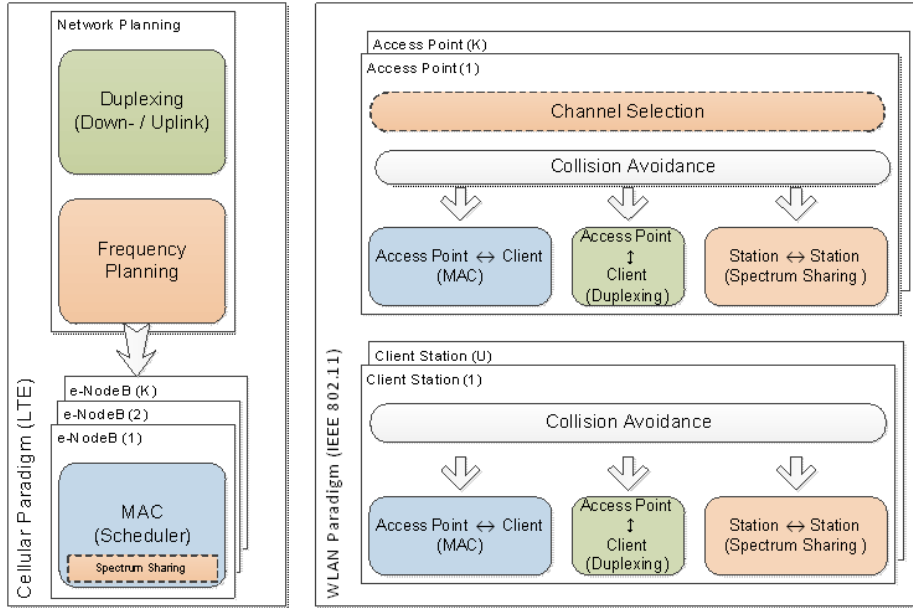 Cellular Paradigm (LTE)
Network Planning
Duplexing
(Down- / Uplink)
Frequency
Planning
e-NodeB (K)
e-NodeB (2)
e-NodeB (1)
MAC
(Scheduler)
Spectrum Sharing
WLAN Paradigm (IEEE 802.11)
Access Point (K)
Access Point (1)
Channel Selection
Collision Avoidance
Access Point ↔ Client
(MAC)
Access Point
↕
Client
(Duplexing)
Station ↔ Station
(Spectrum Sharing )
Client Station (U)
Client Station (1)
Collision Avoidance
Access Point ↔ Client
(MAC)
Access Point
↕
Client
(Duplexing)
Station ↔ Station
(Spectrum Sharing )